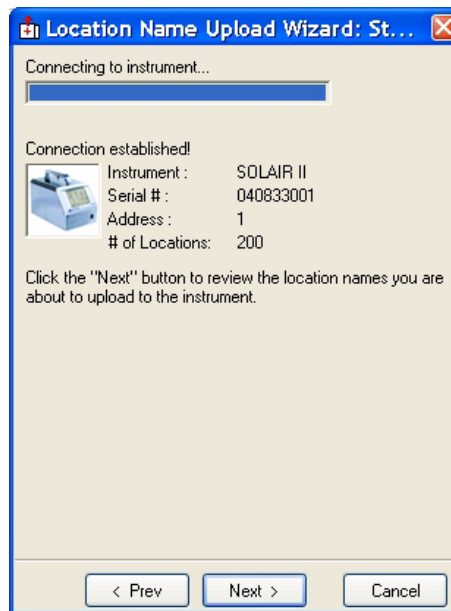 Location Name Upload Wizard: St...
Connecting to instrument...
Connection established!
Instrument : SOLAIR II
Serial # : 040833001
Address : 1
# of Locations: 200
Click the "Next" button to review the location names you are
about to upload to the instrument.
< Prev Next > Cancel